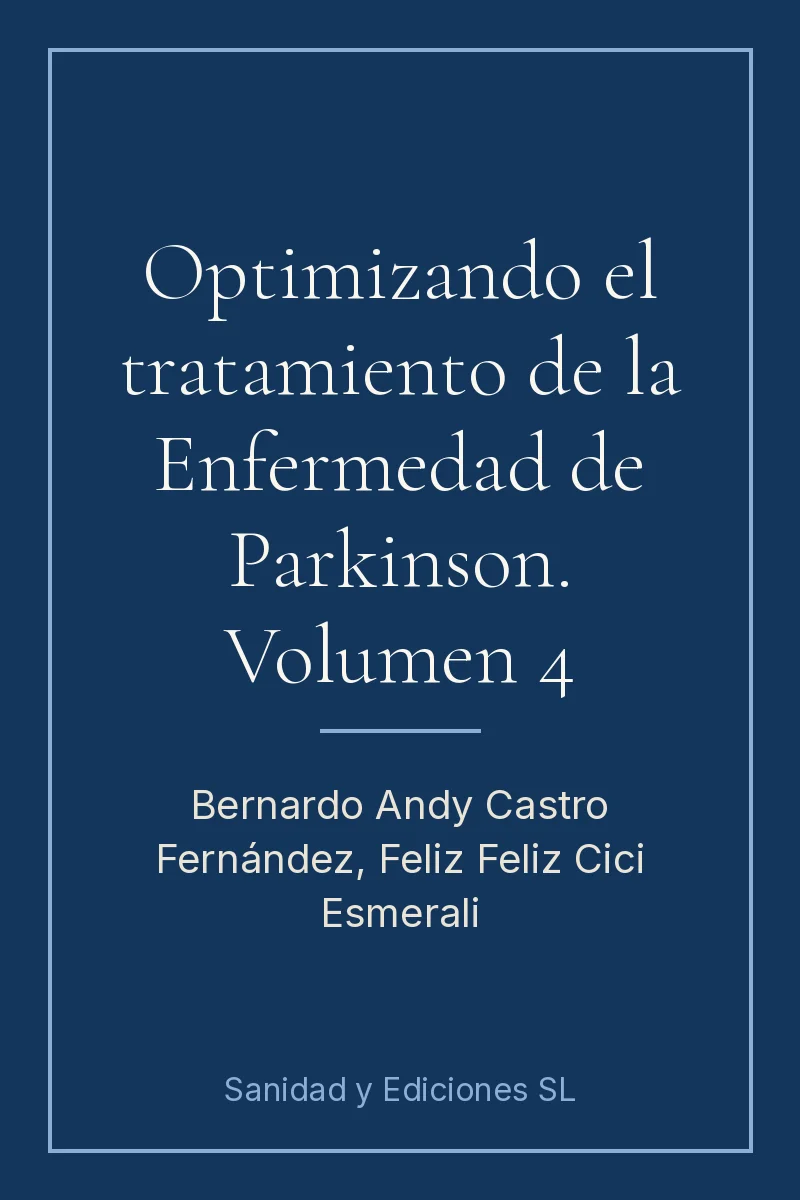 Optimizando el
tratamiento de la
Enfermedad de
Parkinson.
Volumen 4
Bernardo Andy Castro
Fernández, Feliz Feliz Cici
Esmerali
Sanidad y Ediciones SL